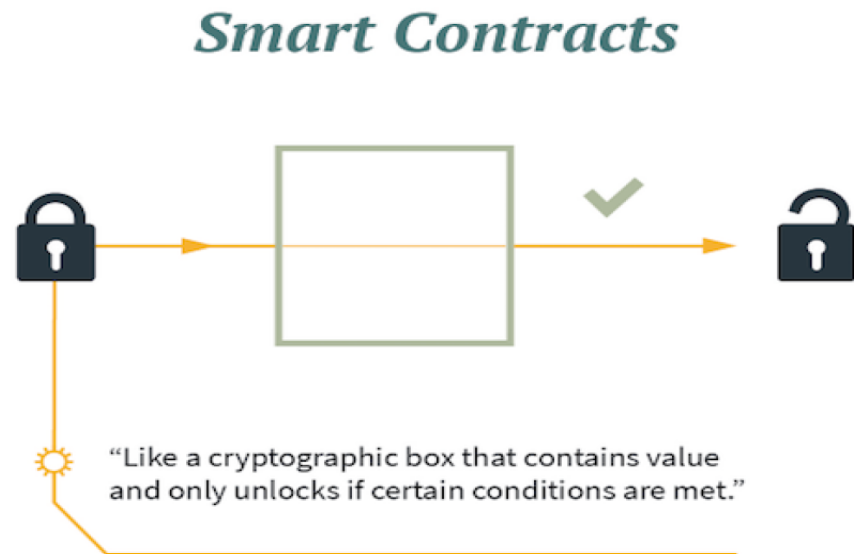 Smart Contracts
“Like a cryptographic box that contains value
and only unlocks if certain conditions are met.”